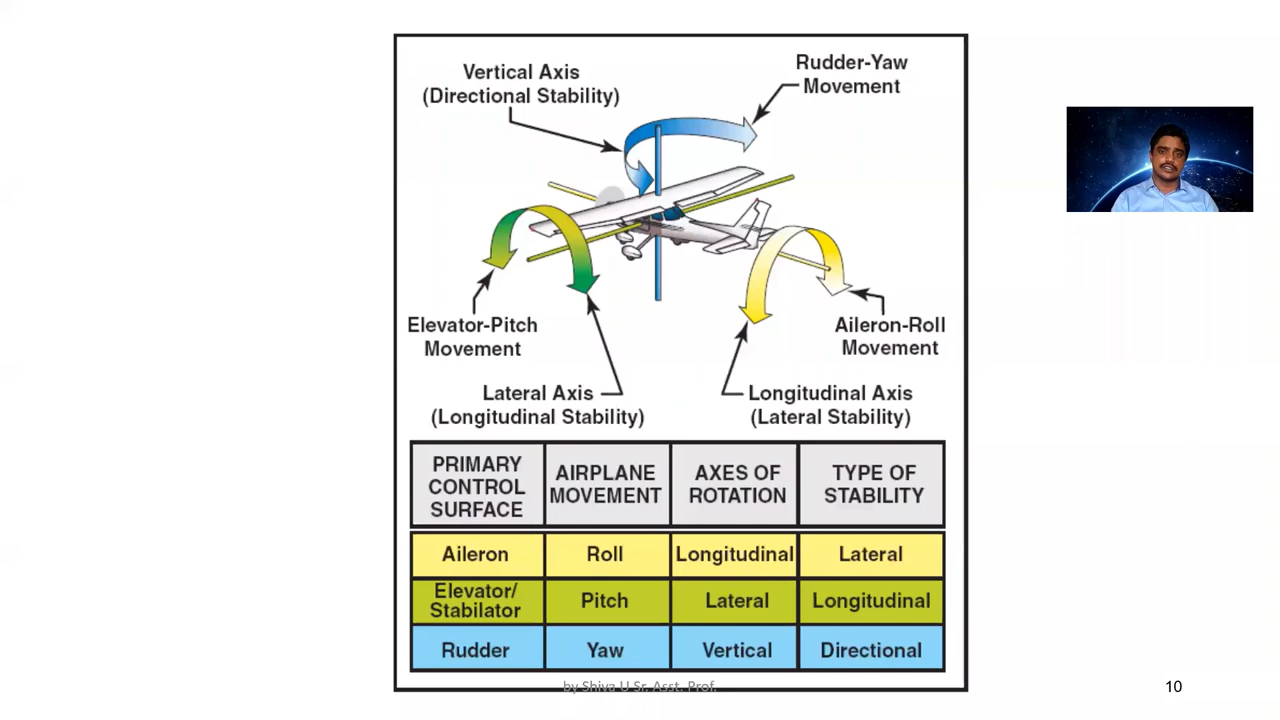 Vertical Axis
(Directional Stability)
Rudder-Yaw
Movement
Elevator-Pitch
Movement
Aileron-Roll
Movement
Lateral Axis
(Longitudinal Stability)
Longitudinal Axis
(Lateral Stability)
PRIMARY
CONTROL
SURFACE
AIRPLANE
MOVEMENT
AXES OF
ROTATION
TYPE OF
STABILITY
Aileron
Roll
Longitudinal
Lateral
Elevator/
Stabilator
Pitch
Lateral
Longitudinal
Rudder
Yaw
Vertical
Directional
by Shiva U Sr. Asst. Prof.
10